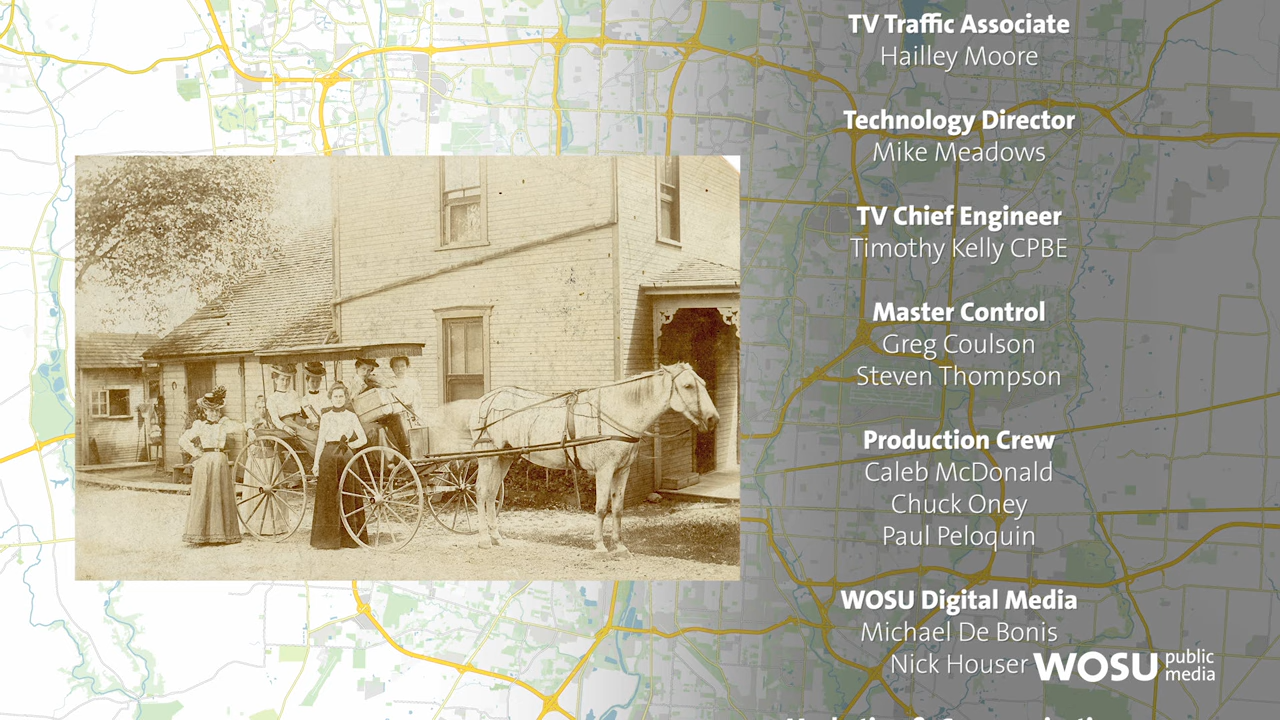 TV Traffic Associate
Hailley Moore
Technology Director
Mike Meadows
TV Chief Engineer
Timothy Kelly CPBE
Master Control
Greg Coulson
Steven Thompson
Production Crew
Caleb McDonald
Chuck Oney
Paul Peloquin
WOSU Digital Media
Michael De Bonis
Nick Houser
WOSU public media